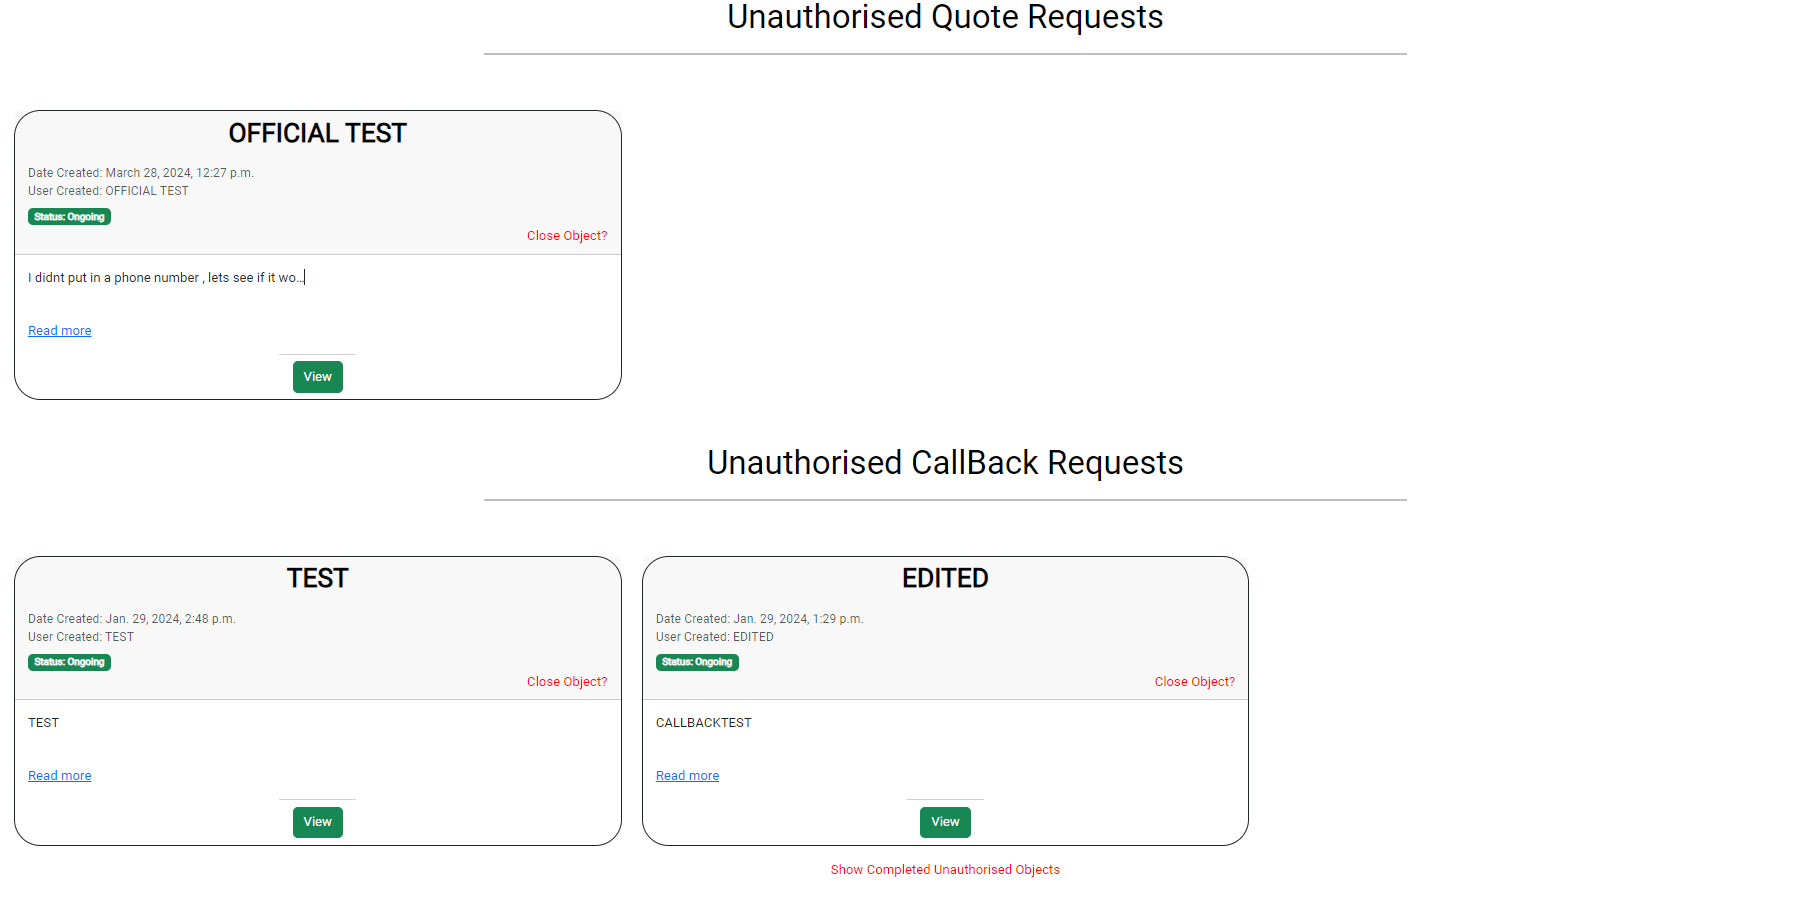 Unauthorised Quote Requests
OFFICIAL TEST
Date Created: March 28, 2024, 12:27 p.m.
User Created: OFFICIAL TEST
Status: Ongoing
Close Object?
I didnt put in a phone number , lets see if it wo...
Read more
View
Unauthorised CallBack Requests
TEST
Date Created: Jan. 29, 2024, 2:48 p.m.
User Created: TEST
Status: Ongoing
Close Object?
TEST
Read more
View
EDITED
Date Created: Jan. 29, 2024, 1:29 p.m.
User Created: EDITED
Status: Ongoing
Close Object?
CALLBACKTEST
Read more
View
Show Completed Unauthorised Objects